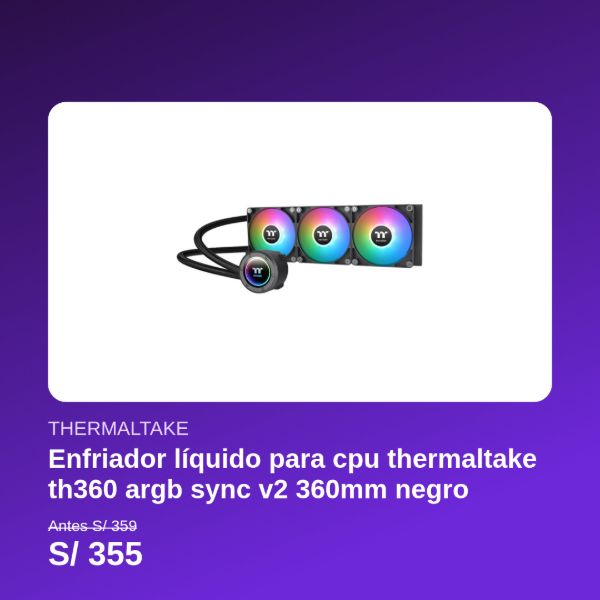 THERMALTAKE
Enfriador líquido para cpu thermaltake
th360 argb sync v2 360mm negro
Antes S/ 359
S/ 355